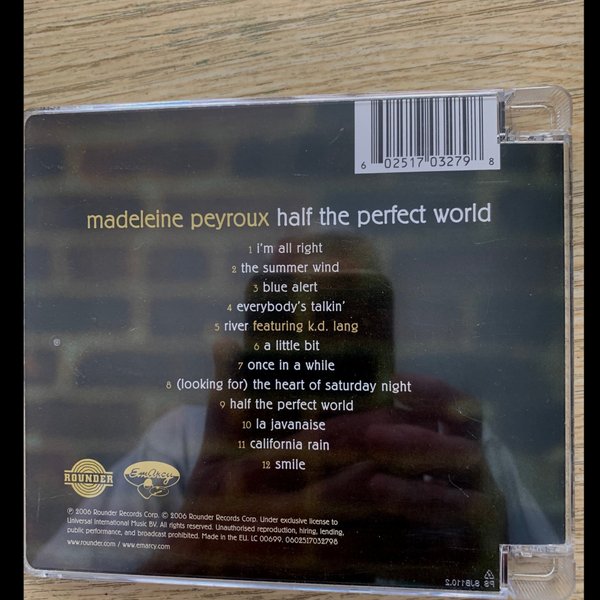 6 02517 03279 8
madeleine peyroux half the perfect world
1 i'm all right
2 the summer wind
3 blue alert
4 everybody's talkin'
5 river featuring k.d. lang
6 a little bit
7 once in a while
8 (looking for) the heart of saturday night
9 half the perfect world
10 la javanaise
11 california rain
12 smile
ROUNDER
EmArcy
℗ 2006 Rounder Records Corp. © 2006 Rounder Records Corp. Under exclusive license to
Universal International Music BV. All rights reserved. Unauthorised reproduction, hiring, lending,
public performance, and broadcast prohibited. Made in the EU. LC 00699. 0602517032798
www.rounder.com / www.emarcy.com
PS SJB110.2